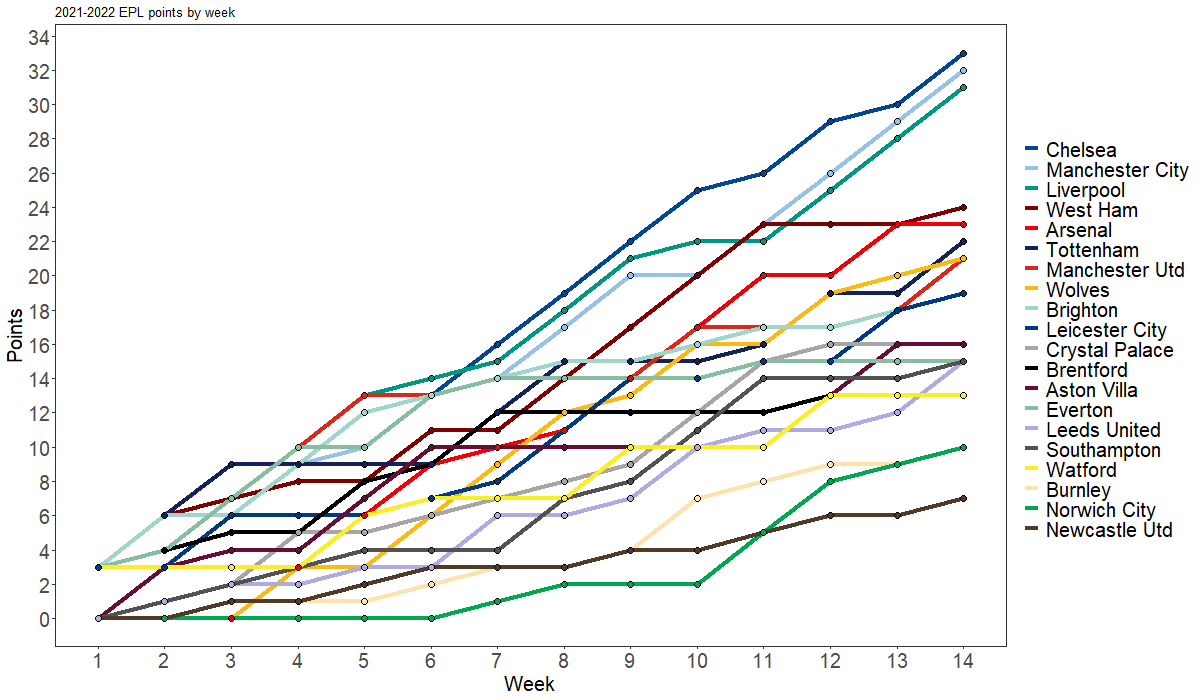 2021-2022 EPL points by week
34
32
30
28
26
24
22
20
18
16
14
12
10
8
6
4
2
0
Points
1 2 3 4 5 6 7 8 9 10 11 12 13 14
Week
Chelsea
Manchester City
Liverpool
West Ham
Arsenal
Tottenham
Manchester Utd
Wolves
Brighton
Leicester City
Crystal Palace
Brentford
Aston Villa
Everton
Leeds United
Southampton
Watford
Burnley
Norwich City
Newcastle Utd